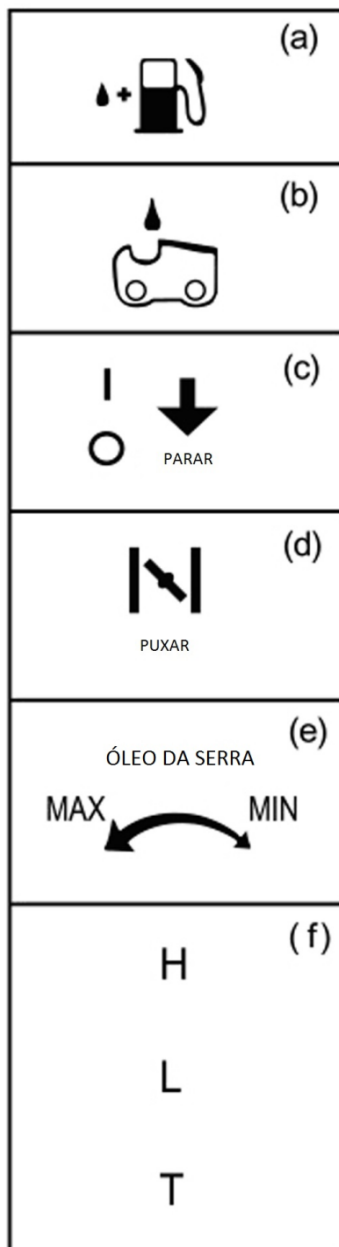 (a)
+
(b)
(c)
I
O
PARAR
(d)
PUXAR
(e)
ÓLEO DA SERRA
MAX MIN
(f)
H
L
T